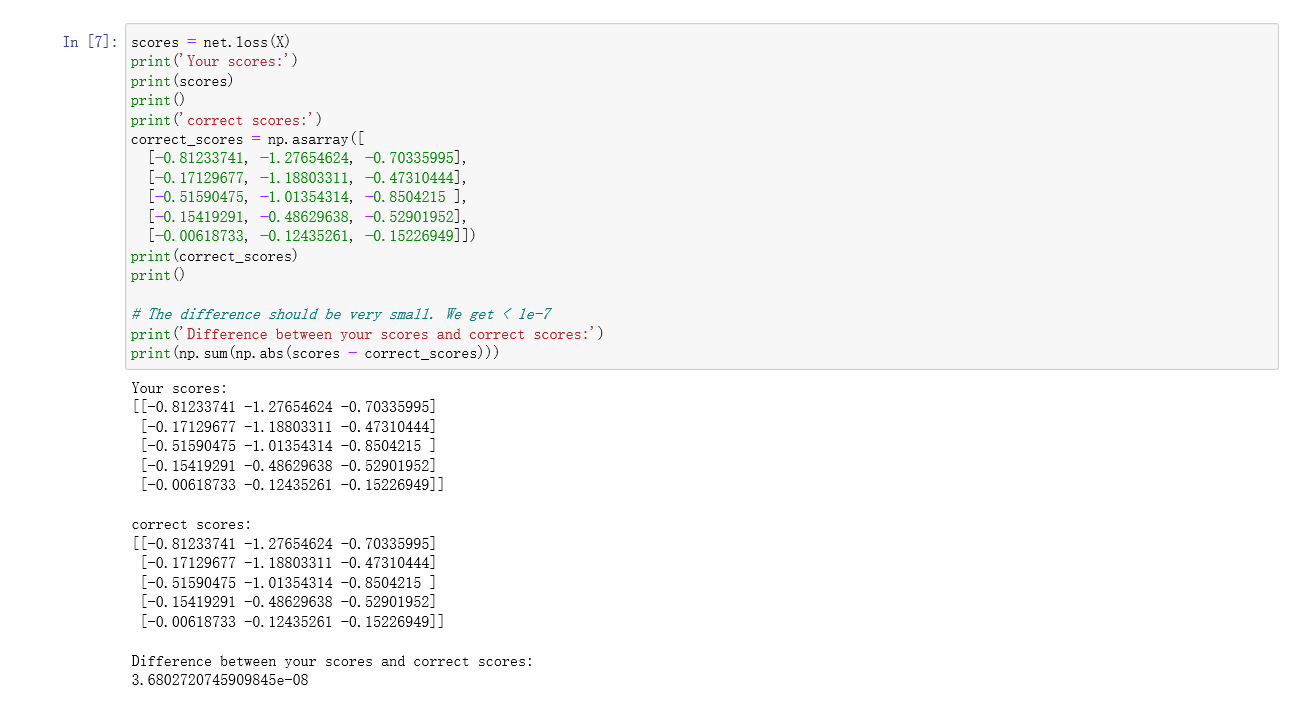 In [7]: scores = net.loss(X)
print('Your scores:')
print(scores)
print()
print('correct scores:')
correct_scores = np.asarray([
  [-0.81233741, -1.27654624, -0.70335995],
  [-0.17129677, -1.18803311, -0.47310444],
  [-0.51590475, -1.01354314, -0.8504215 ],
  [-0.15419291, -0.48629638, -0.52901952],
  [-0.00618733, -0.12435261, -0.15226949]])
print(correct_scores)
print()
# The difference should be very small. We get < 1e-7
print('Difference between your scores and correct scores:')
print(np.sum(np.abs(scores - correct_scores)))
Your scores:
[[-0.81233741 -1.27654624 -0.70335995]
 [-0.17129677 -1.18803311 -0.47310444]
 [-0.51590475 -1.01354314 -0.8504215 ]
 [-0.15419291 -0.48629638 -0.52901952]
 [-0.00618733 -0.12435261 -0.15226949]]
correct scores:
[[-0.81233741 -1.27654624 -0.70335995]
 [-0.17129677 -1.18803311 -0.47310444]
 [-0.51590475 -1.01354314 -0.8504215 ]
 [-0.15419291 -0.48629638 -0.52901952]
 [-0.00618733 -0.12435261 -0.15226949]]
Difference between your scores and correct scores:
3.6802720745909845e-08